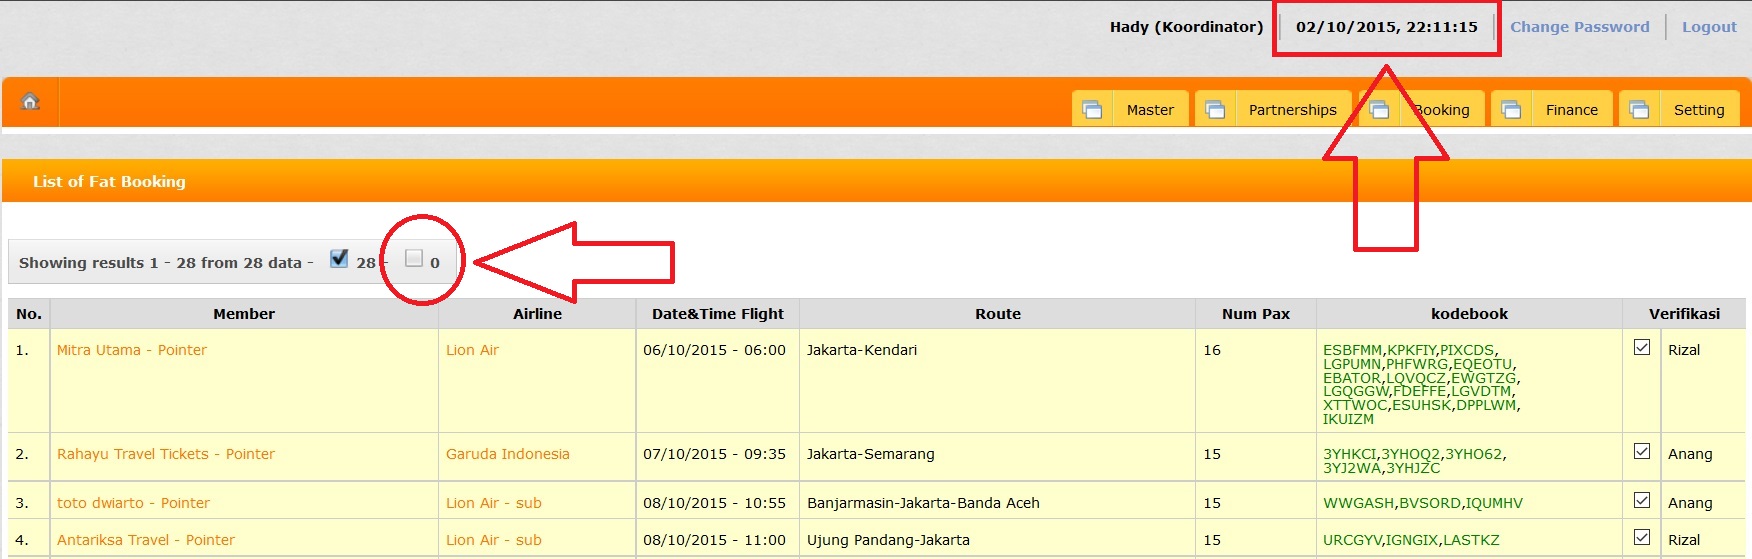 Hady (Koordinator) 02/10/2015, 22:11:15 Change Password Logout
Master Partnerships Booking Finance Setting
List of Fat Booking
Showing results 1 - 28 from 28 data - 28 - 0
No. Member Airline Date&Time Flight Route Num Pax kodebook Verifikasi
1. Mitra Utama - Pointer Lion Air 06/10/2015 - 06:00 Jakarta-Kendari 16 ESBFMM,KPKFIY,PIXCDS, Rizal
LGPUMN,PHFWRG,EQEOTU,
EBATOR,LQVQCZ,EWGTZG,
LGQGGW,FDEFFE,LGVDTM,
XTTWOC,ESUHSK,DPPLWM,
IKUIZM
2. Rahayu Travel Tickets - Pointer Garuda Indonesia 07/10/2015 - 09:35 Jakarta-Semarang 15 3YHKCI,3YHOQ2,3YHO62, Anang
3YJ2WA,3YHJZC
3. toto dwiarto - Pointer Lion Air - sub 08/10/2015 - 10:55 Banjarmasin-Jakarta-Banda Aceh 15 WWGASH,BVSORD,IQUMHV Anang
4. Antariksa Travel - Pointer Lion Air - sub 08/10/2015 - 11:00 Ujung Pandang-Jakarta 15 URCGYV,IGNGIX,LASTKZ Rizal